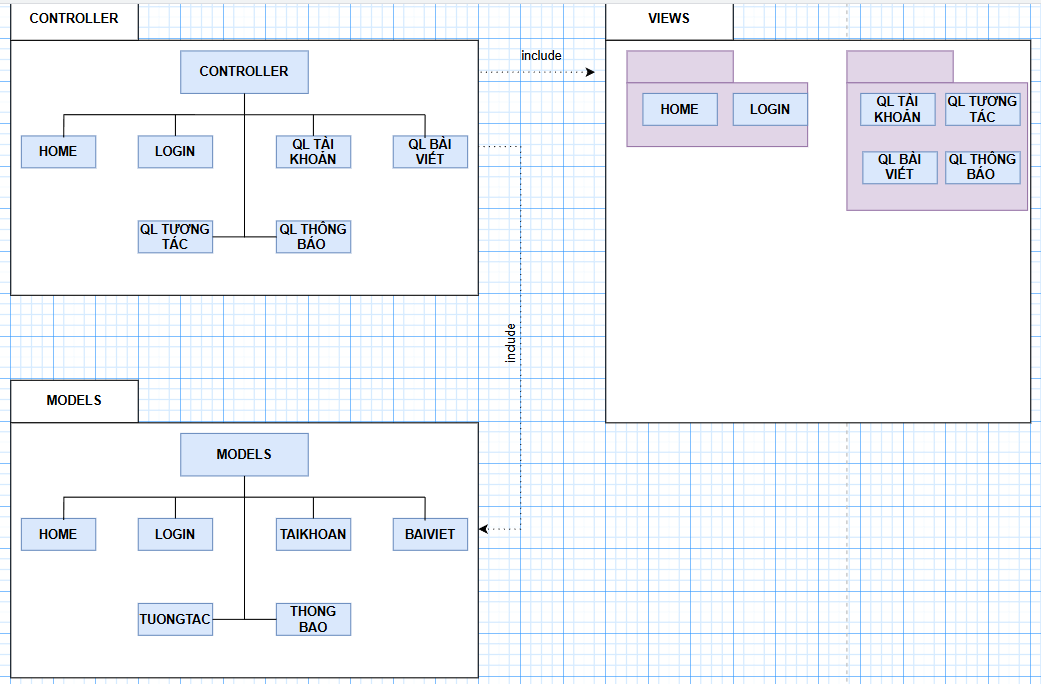 CONTROLLER
CONTROLLER
HOME
LOGIN
QL TÀI
KHOẢN
QL BÀI
VIẾT
QL TƯƠNG
TÁC
QL THÔNG
BÁO
include
VIEWS
HOME
LOGIN
QL TÀI
KHOẢN
QL TƯƠNG
TÁC
QL BÀI
VIẾT
QL THÔNG
BÁO
include
MODELS
MODELS
HOME
LOGIN
TAIKHOAN
BAIVIET
TUONGTAC
THONG
BAO